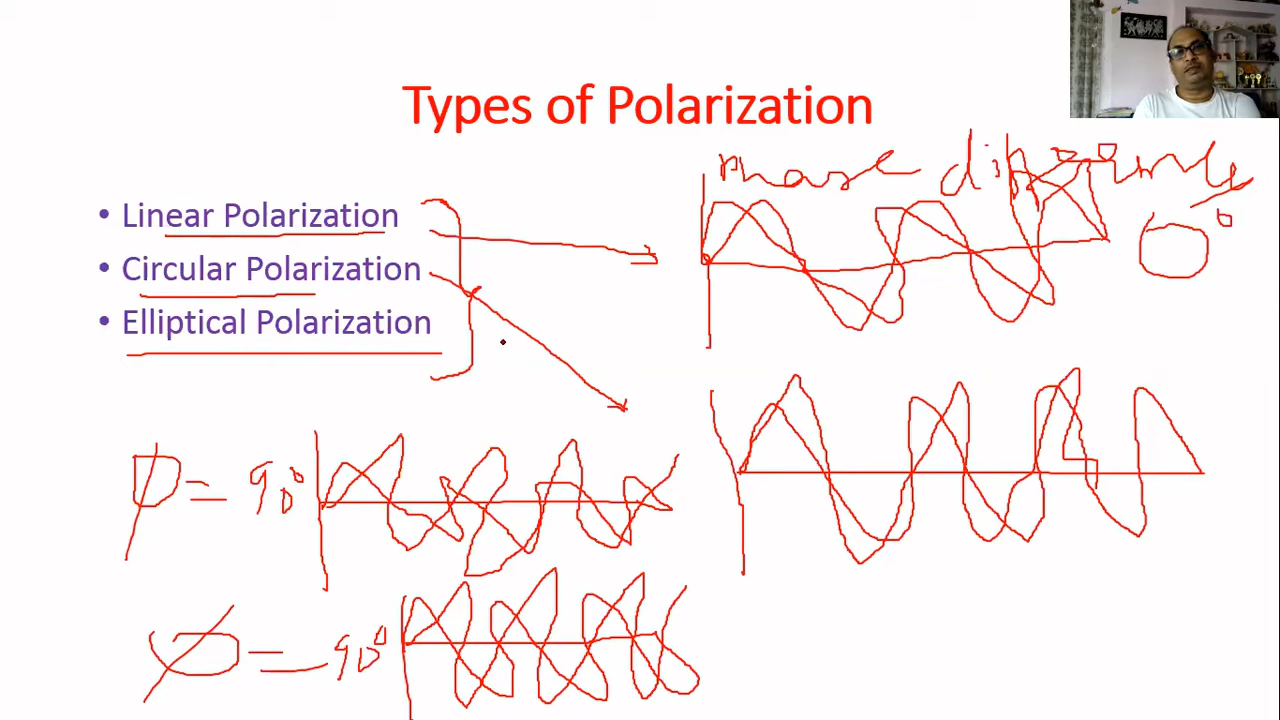 Types of Polarization
Phase difference
• Linear Polarization
0°
• Circular Polarization
• Elliptical Polarization
φ = 90°
φ = 90°